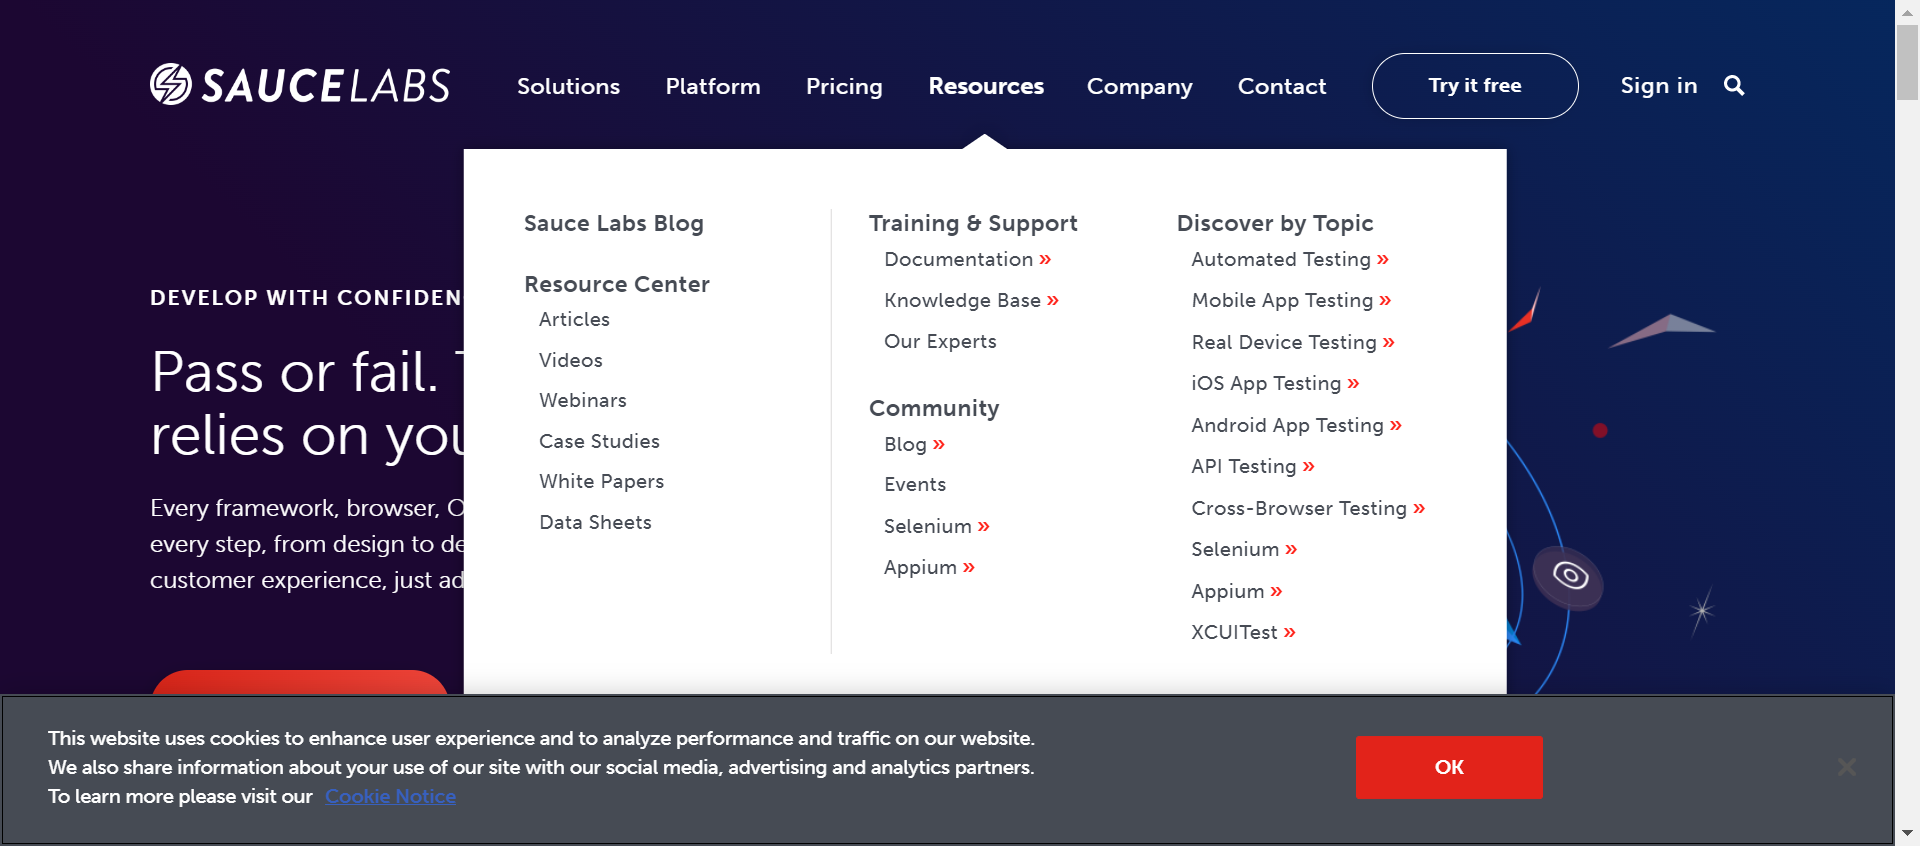 SAUCELABS
Solutions
Platform
Pricing
Resources
Company
Contact
Try it free
Sign in
DEVELOP WITH
Pass or fail.
relies on
Every framework, browser,
every step, from design to
customer experience, just
Sauce Labs Blog
Resource Center
Articles
Videos
Webinars
Case Studies
White Papers
Data Sheets
Training & Support
Documentation »
Knowledge Base »
Our Experts
Community
Blog »
Events
Selenium »
Appium »
Discover by Topic
Automated Testing »
Mobile App Testing »
Real Device Testing »
iOS App Testing »
Android App Testing »
API Testing »
Cross-Browser Testing »
Selenium »
Appium »
XCUITest »
This website uses cookies to enhance user experience and to analyze performance and traffic on our website.
We also share information about your use of our site with our social media, advertising and analytics partners.
To learn more please visit our Cookie Notice
OK